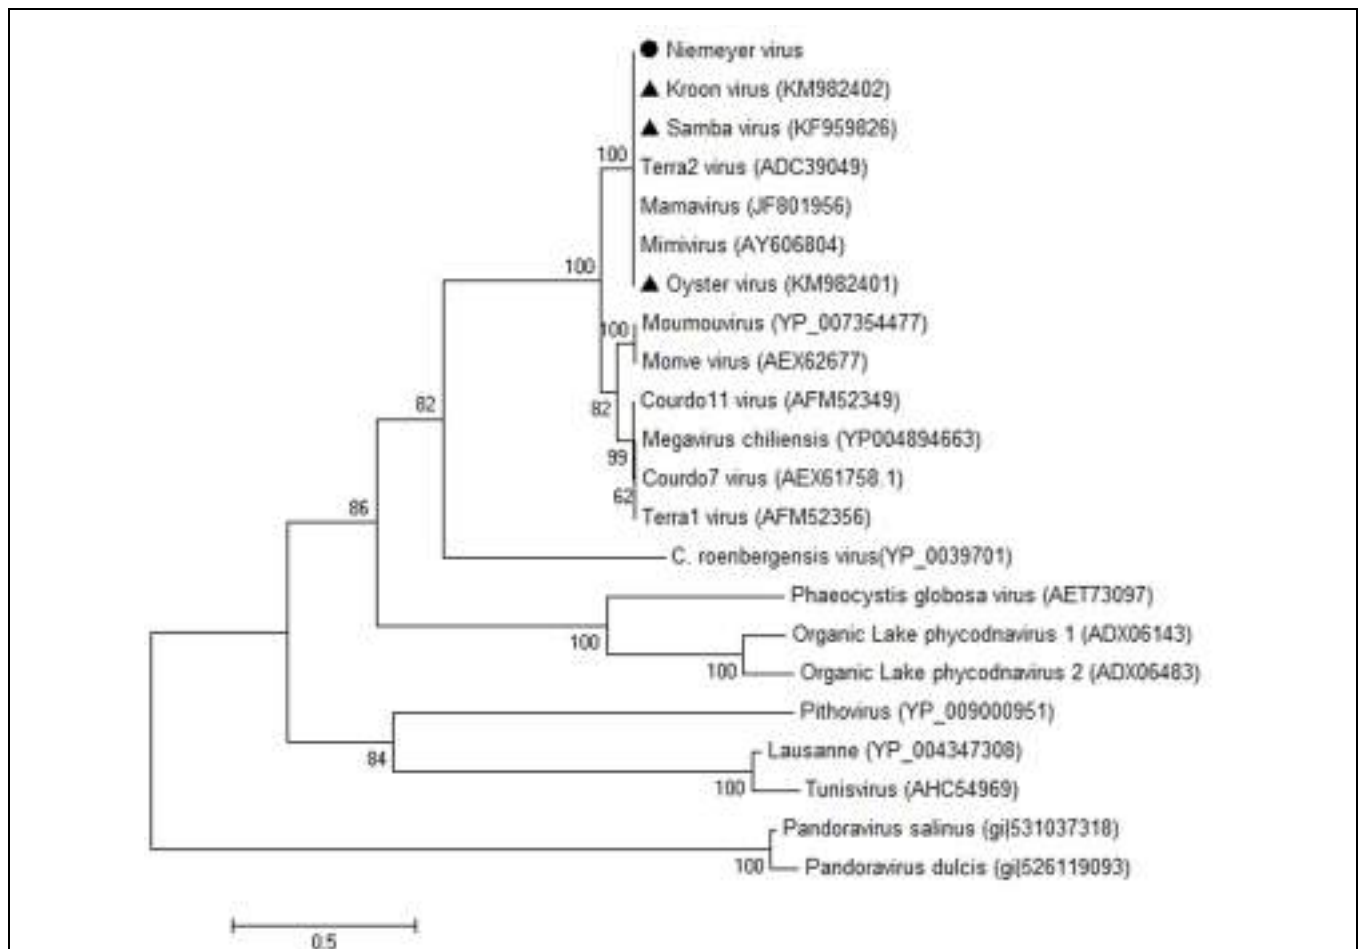 Niemeyer virus
Kroon virus (KM982402)
Samba virus (KF959826)
100
Terra2 virus (ADC39049)
Mamavirus (JF801956)
Mimivirus (AY606804)
100
Oyster virus (KM982401)
Moumouvirus (YP_007354477)
100
Monve virus (AEX62677)
Courdo11 virus (AFM52349)
82
82
Megavirus chiliensis (YP004894663)
99
Courdo7 virus (AEX61758.1)
62
Terra1 virus (AFM52356)
86
C. roenbergensis virus(YP_0039701)
Phaeocystis globosa virus (AET73097)
100
Organic Lake phycodnavirus 1 (ADX06143)
100
Organic Lake phycodnavirus 2 (ADX06483)
Pithovirus (YP_009000951)
84
Lausanne (YP_004347308)
100
Tunisvirus (AHC54969)
Pandoravirus salinus (gi|531037318)
100
Pandoravirus dulcis (gi|526119093)
0.5